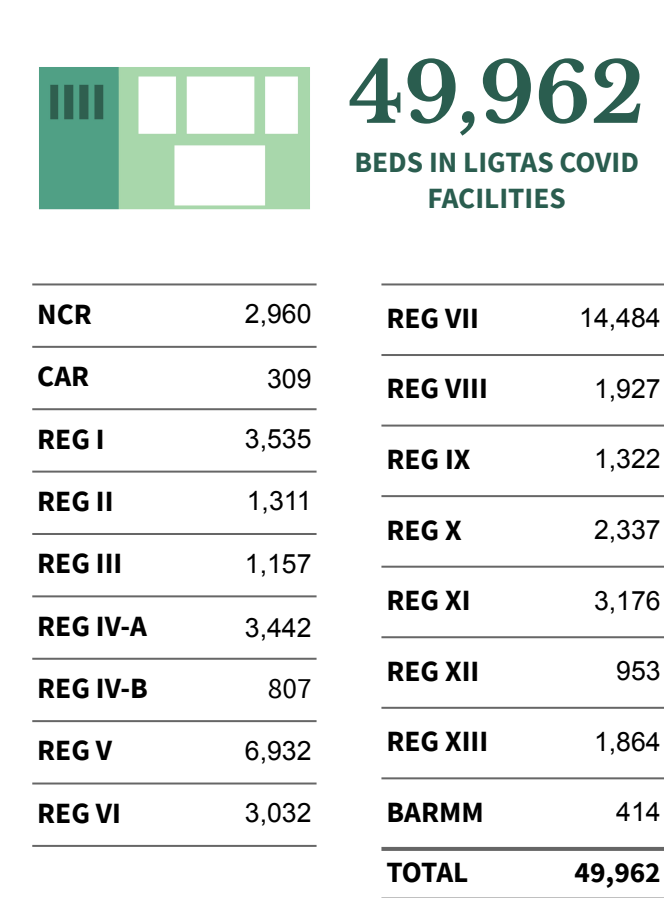 49,962
BEDS IN LIGTAS COVID
FACILITIES
NCR 2,960
CAR 309
REG I 3,535
REG II 1,311
REG III 1,157
REG IV-A 3,442
REG IV-B 807
REG V 6,932
REG VI 3,032
REG VII 14,484
REG VIII 1,927
REG IX 1,322
REG X 2,337
REG XI 3,176
REG XII 953
REG XIII 1,864
BARMM 414
TOTAL 49,962